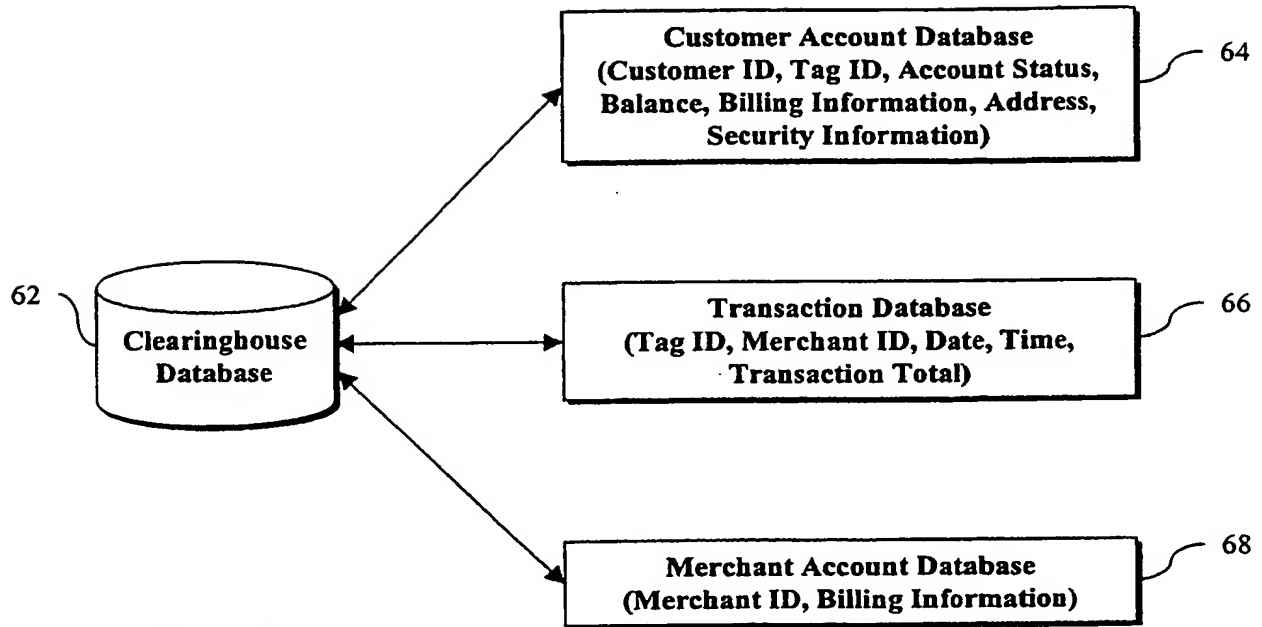 Customer Account Database
(Customer ID, Tag ID, Account Status,
Balance, Billing Information, Address,
Security Information)
64
62
Clearinghouse
Database
Transaction Database
(Tag ID, Merchant ID, Date, Time,
Transaction Total)
66
Merchant Account Database
(Merchant ID, Billing Information)
68